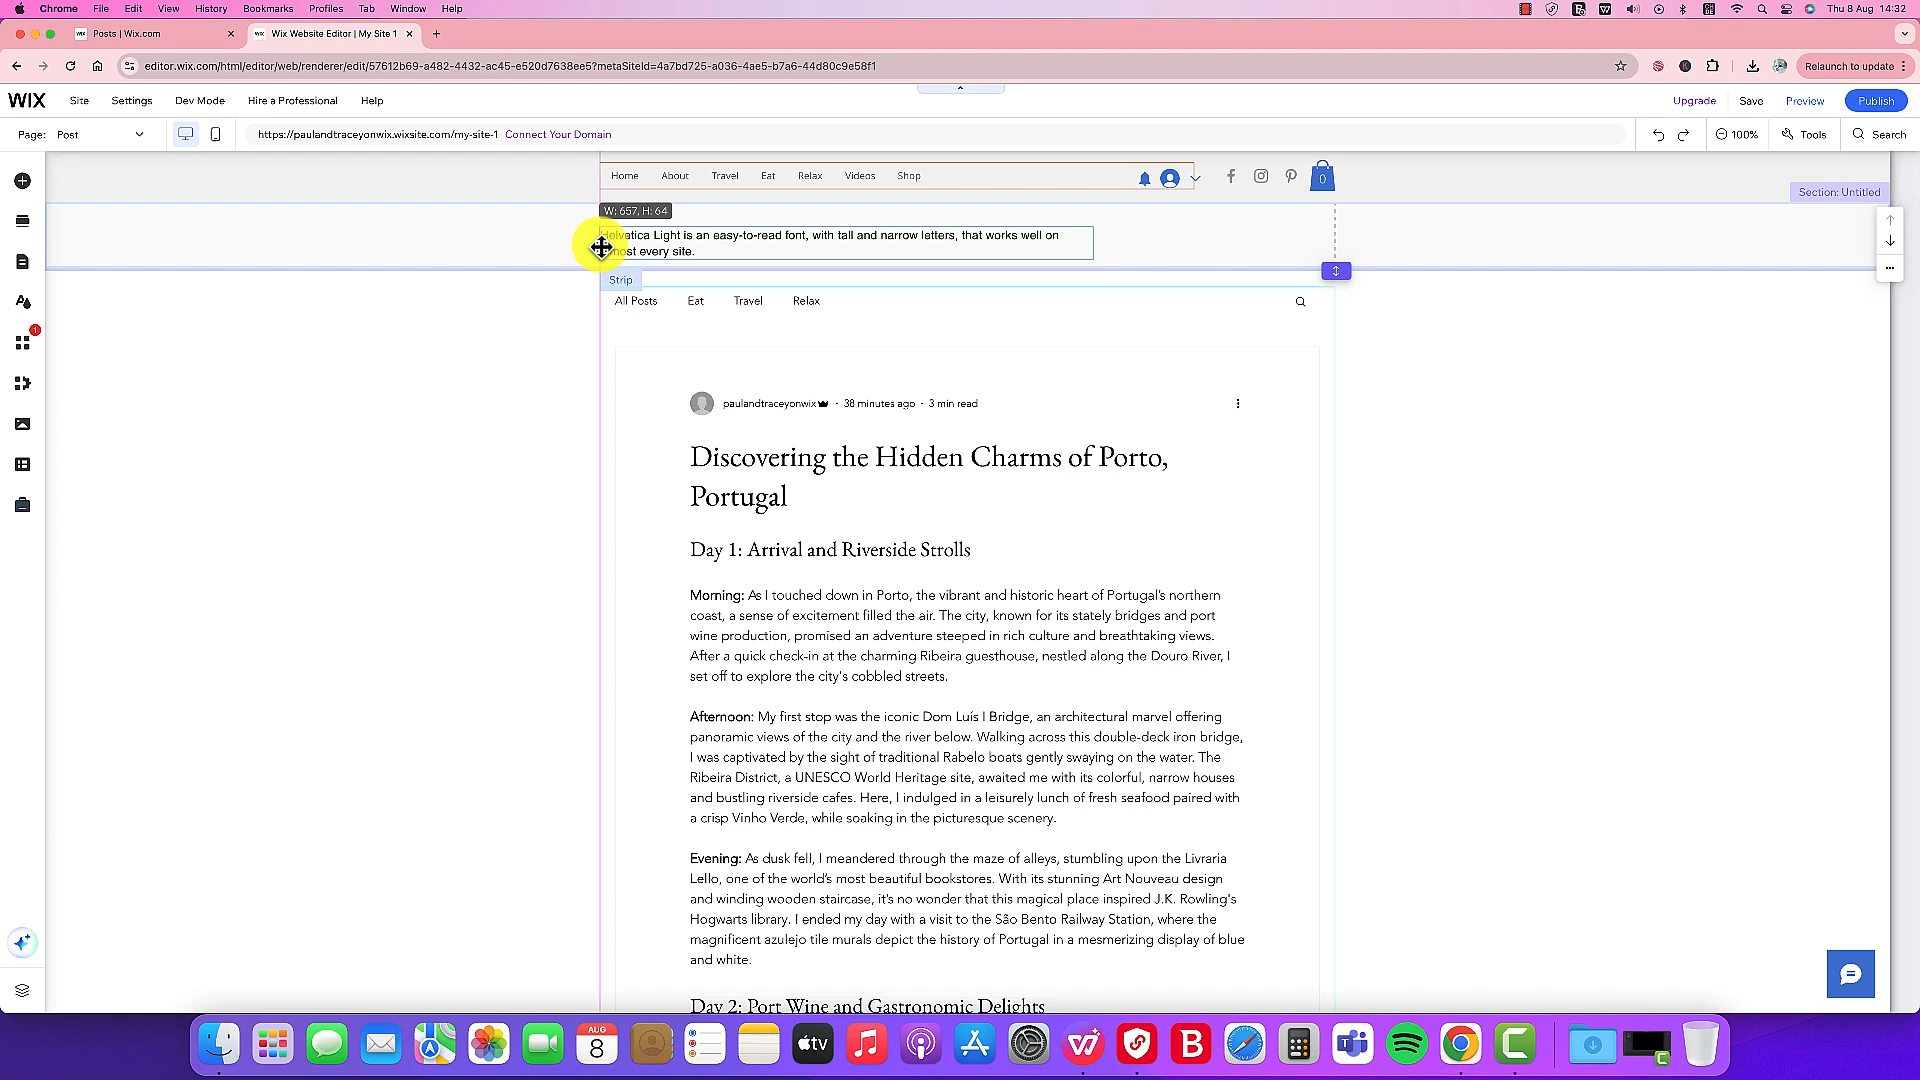 Chrome File Edit View History Bookmarks Profiles Tab Window Help Thu 8 Aug 14:32
Posts | Wix.com
Wix Website Editor | My Site 1
editor.wix.com/html/editor/web/renderer/edit/57612b69-a482-4432-ac45-e520d7638ee5?metaSiteId=4a7bd725-a036-4ae5-b7a6-44d80c9e58f1
Relaunch to update
WIX Site Settings Dev Mode Hire a Professional Help Upgrade Save Preview Publish
Page: Post https://paulandtraceyonwix.wixsite.com/my-site-1 Connect Your Domain 100% Tools Search
Home About Travel Eat Relax Videos Shop 0
Section: Untitled
W: 657, H: 64
Helvetica Light is an easy-to-read font, with tall and narrow letters, that works well on
every site.
Strip
All Posts Eat Travel Relax
1
paulandtraceyonwix · 38 minutes ago · 3 min read
Discovering the Hidden Charms of Porto,
Portugal
Day 1: Arrival and Riverside Strolls
Morning: As I touched down in Porto, the vibrant and historic heart of Portugal's northern
coast, a sense of excitement filled the air. The city, known for its stately bridges and port
wine production, promised an adventure steeped in rich culture and breathtaking views.
After a quick check-in at the charming Ribeira guesthouse, nestled along the Douro River, I
set off to explore the city's cobbled streets.
Afternoon: My first stop was the iconic Dom Luís I Bridge, an architectural marvel offering
panoramic views of the city and the river below. Walking across this double-deck iron bridge,
I was captivated by the sight of traditional Rabelo boats gently swaying on the water. The
Ribeira District, a UNESCO World Heritage site, awaited me with its colorful, narrow houses
and bustling riverside cafes. Here, I indulged in a leisurely lunch of fresh seafood paired with
a crisp Vinho Verde, while soaking in the picturesque scenery.
Evening: As dusk fell, I meandered through the maze of alleys, stumbling upon the Livraria
Lello, one of the world's most beautiful bookstores. With its stunning Art Nouveau design
and winding wooden staircase, it's no wonder that this magical place inspired J.K. Rowling's
Hogwarts library. I ended my day with a visit to the São Bento Railway Station, where the
magnificent azulejo tile murals depict the history of Portugal in a mesmerizing display of blue
and white.
Day 2: Port Wine and Gastronomic Delights
AUG
8
tv